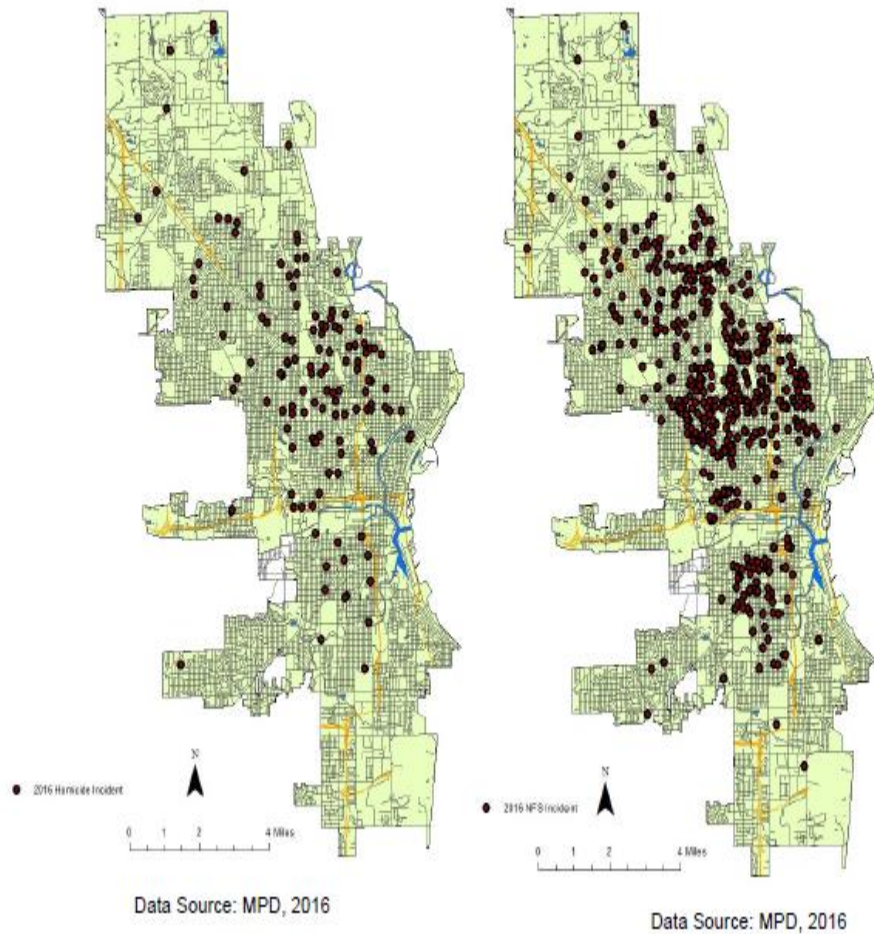 N
2016 Homicide Incident
0 1 2 4 Miles
Data Source: MPD, 2016
N
2016 NFS Incident
0 1 2 4 Miles
Data Source: MPD, 2016